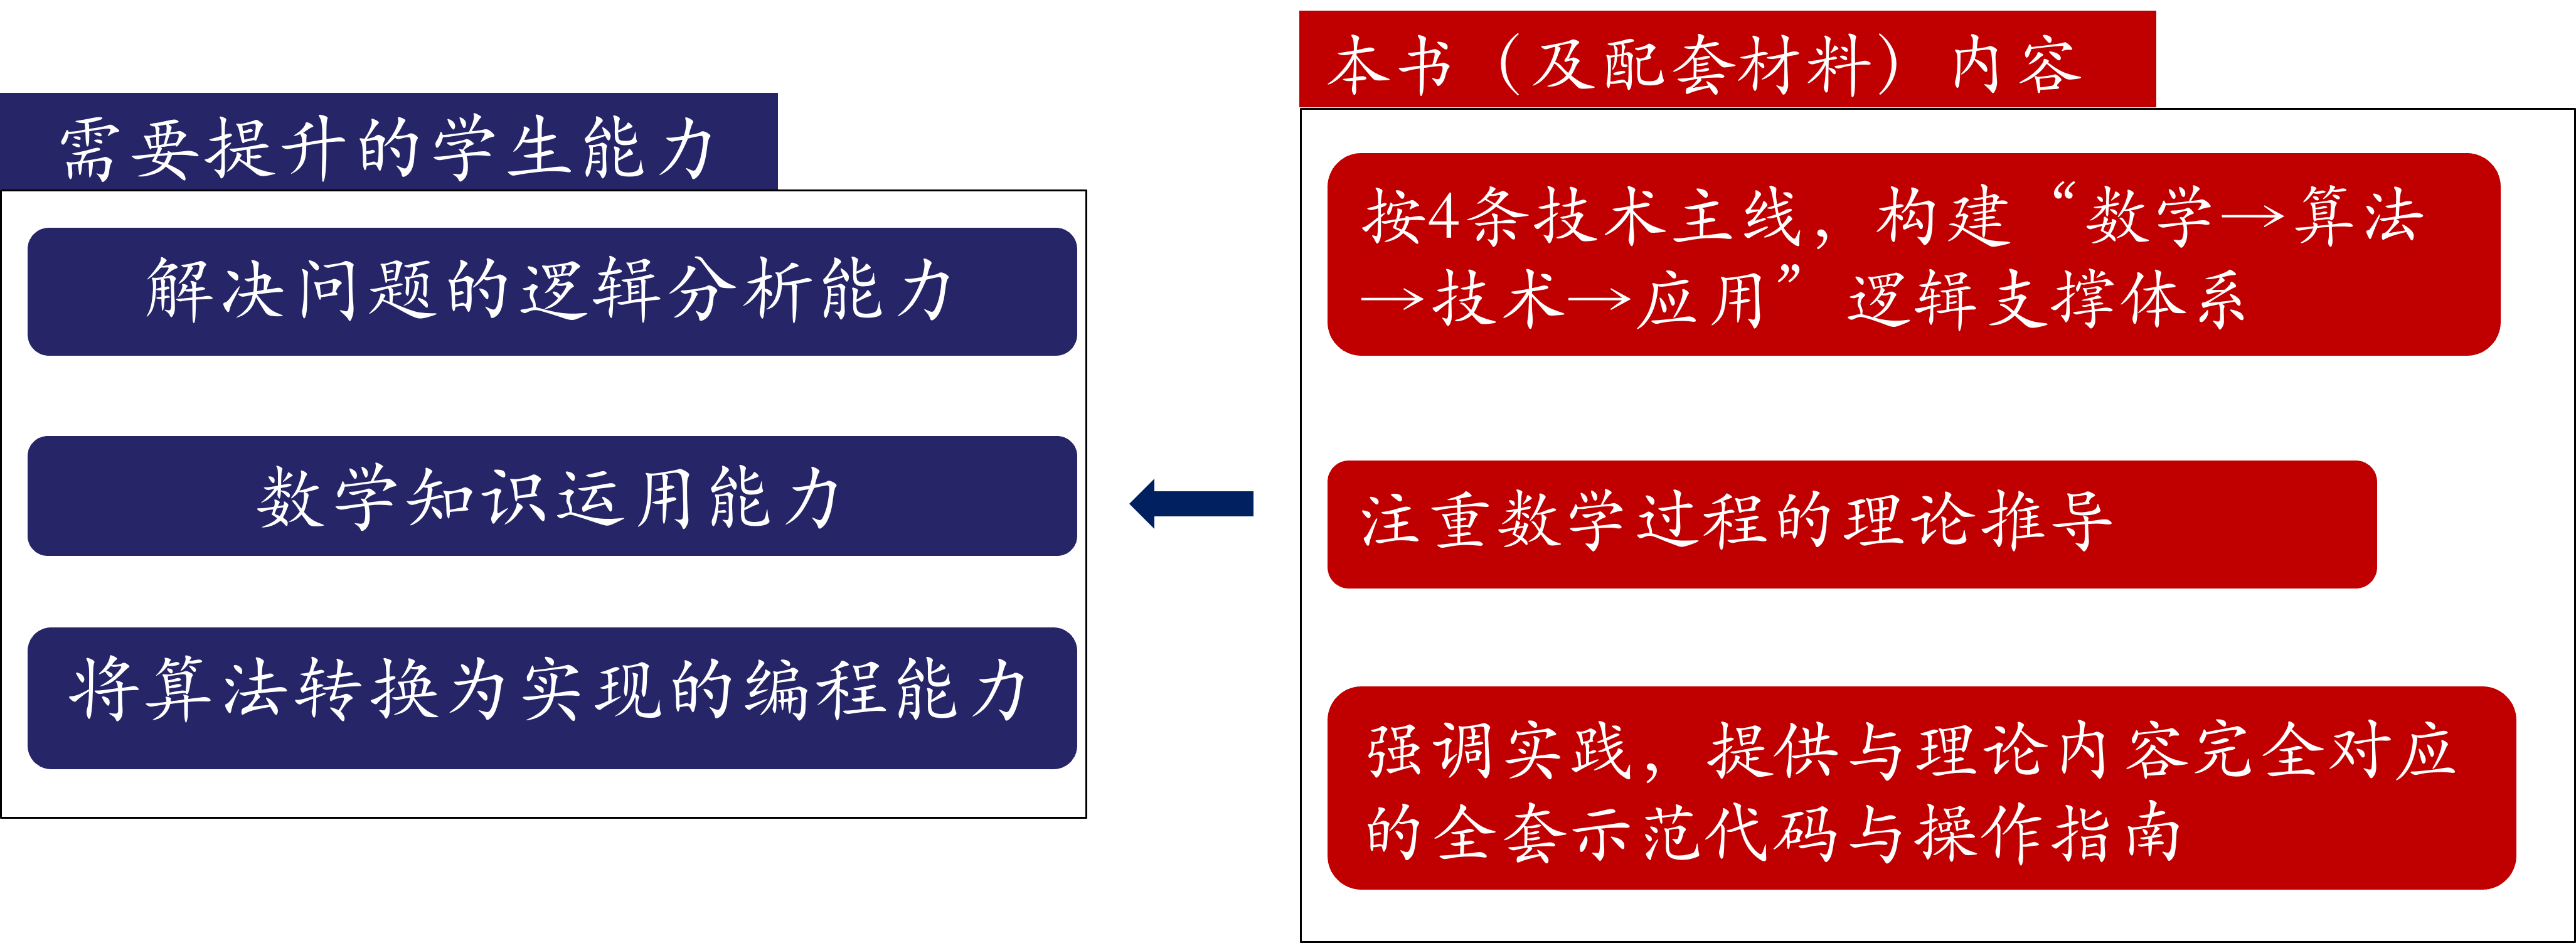 需要提升的学生能力
解决问题的逻辑分析能力
数学知识运用能力
将算法转换为实现的编程能力
本书（及配套材料）内容
按4条技术主线，构建“数学→算法
→技术→应用”逻辑支撑体系
注重数学过程的理论推导
强调实践，提供与理论内容完全对应
的全套示范代码与操作指南